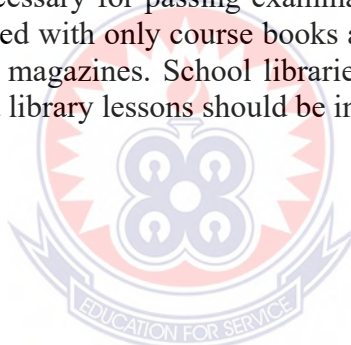 cessary for passing examina
ed with only course books a
magazines. School librarie
library lessons should be in
EDUCATION FOR SERVICE